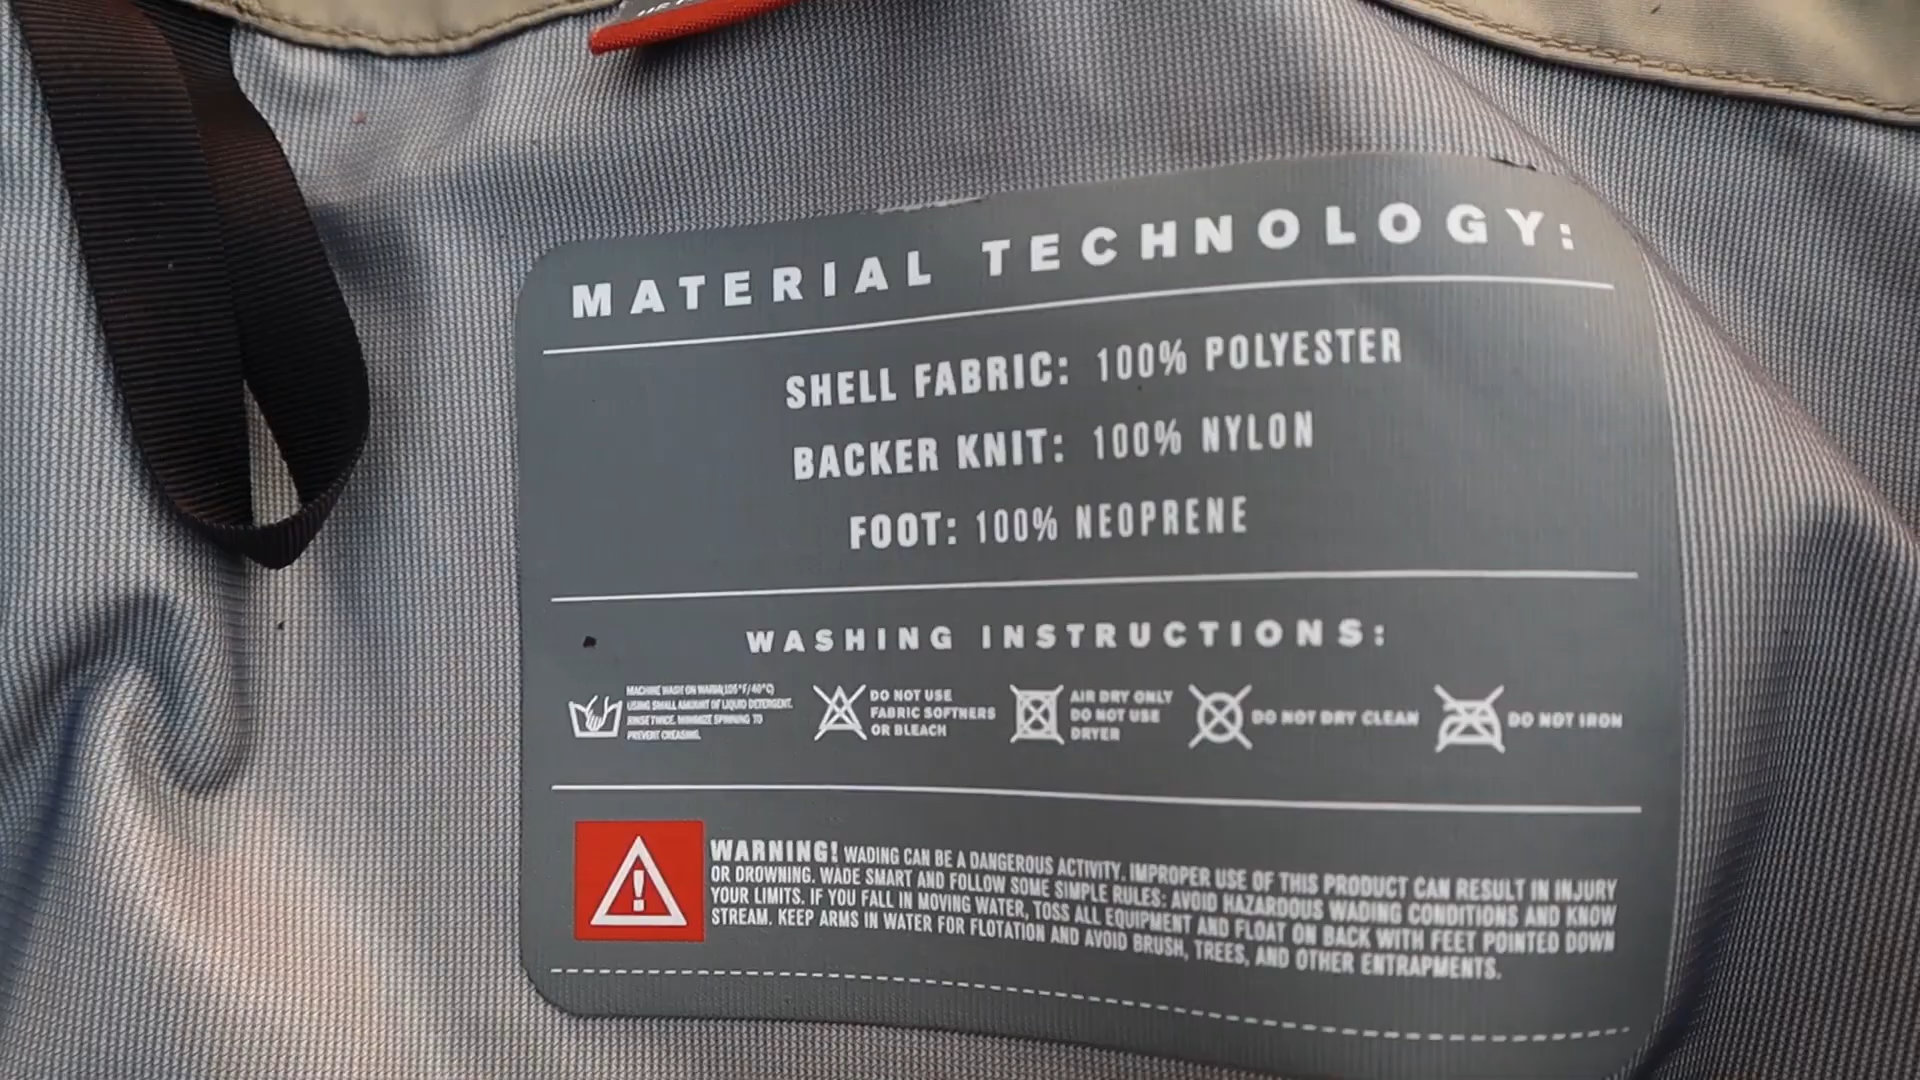 MATERIAL TECHNOLOGY:
SHELL FABRIC: 100% POLYESTER
BACKER KNIT: 100% NYLON
FOOT: 100% NEOPRENE
WASHING INSTRUCTIONS:
MACHINE WASH ON WARM(105°F/40°C)
USING SMALL AMOUNT OF LIQUID DETERGENT.
RINSE TWICE. MINIMIZE SPINNING TO
PREVENT CREASING.
DO NOT USE
FABRIC SOFTNERS
OR BLEACH
AIR DRY ONLY
DO NOT USE
DRYER
DO NOT DRY CLEAN
DO NOT IRON
WARNING! WADING CAN BE A DANGEROUS ACTIVITY. IMPROPER USE OF THIS PRODUCT CAN RESULT IN INJURY
OR DROWNING. WADE SMART AND FOLLOW SOME SIMPLE RULES: AVOID HAZARDOUS WADING CONDITIONS AND KNOW
YOUR LIMITS. IF YOU FALL IN MOVING WATER, TOSS ALL EQUIPMENT AND FLOAT ON BACK WITH FEET POINTED DOWN
STREAM. KEEP ARMS IN WATER FOR FLOTATION AND AVOID BRUSH, TREES, AND OTHER ENTRAPMENTS.